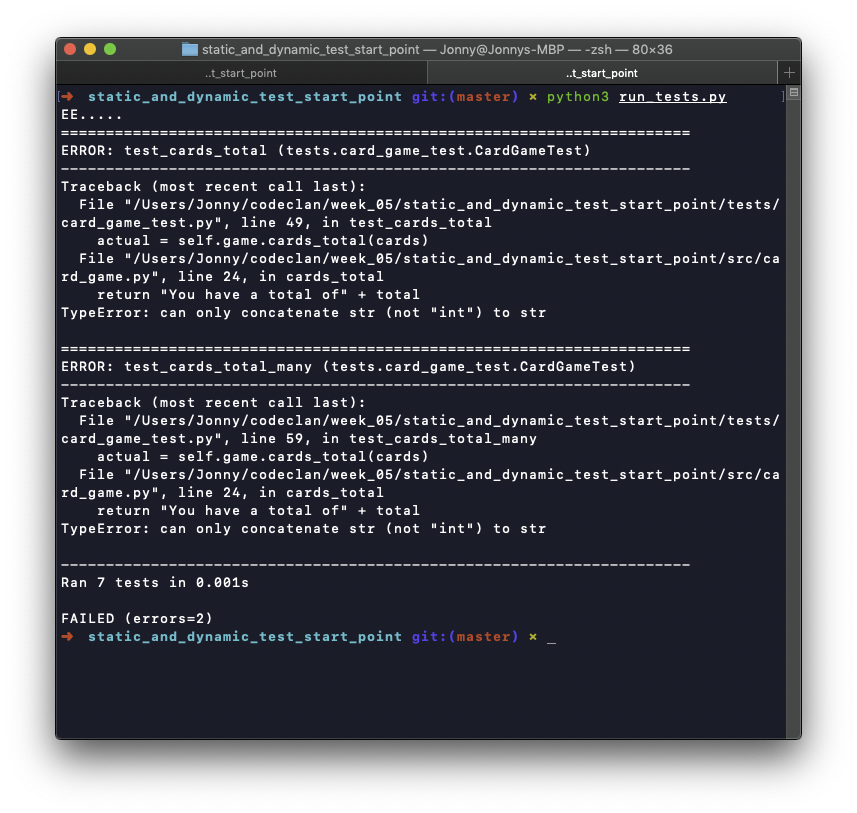 static_and_dynamic_test_start_point — Jonny@Jonnys-MBP — -zsh — 80×36
..t_start_point ..t_start_point +
[➜  static_and_dynamic_test_start_point git:(master) × python3 run_tests.py ]
EE.....
======================================================================
ERROR: test_cards_total (tests.card_game_test.CardGameTest)
----------------------------------------------------------------------
Traceback (most recent call last):
  File "/Users/Jonny/codeclan/week_05/static_and_dynamic_test_start_point/tests/
card_game_test.py", line 49, in test_cards_total
    actual = self.game.cards_total(cards)
  File "/Users/Jonny/codeclan/week_05/static_and_dynamic_test_start_point/src/ca
rd_game.py", line 24, in cards_total
    return "You have a total of" + total
TypeError: can only concatenate str (not "int") to str

======================================================================
ERROR: test_cards_total_many (tests.card_game_test.CardGameTest)
----------------------------------------------------------------------
Traceback (most recent call last):
  File "/Users/Jonny/codeclan/week_05/static_and_dynamic_test_start_point/tests/
card_game_test.py", line 59, in test_cards_total_many
    actual = self.game.cards_total(cards)
  File "/Users/Jonny/codeclan/week_05/static_and_dynamic_test_start_point/src/ca
rd_game.py", line 24, in cards_total
    return "You have a total of" + total
TypeError: can only concatenate str (not "int") to str

----------------------------------------------------------------------
Ran 7 tests in 0.001s

FAILED (errors=2)
➜  static_and_dynamic_test_start_point git:(master) × _